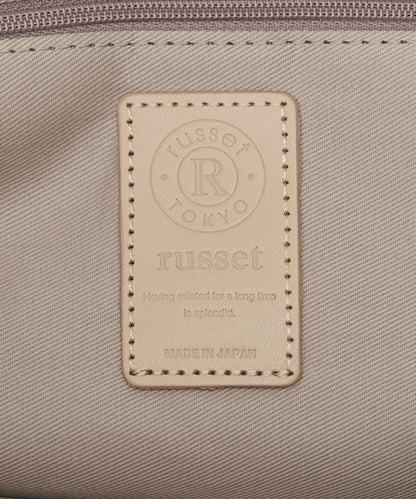 russet
R
TOKYO
russet
Having existed for a long time
is splendid.
MADE IN JAPAN